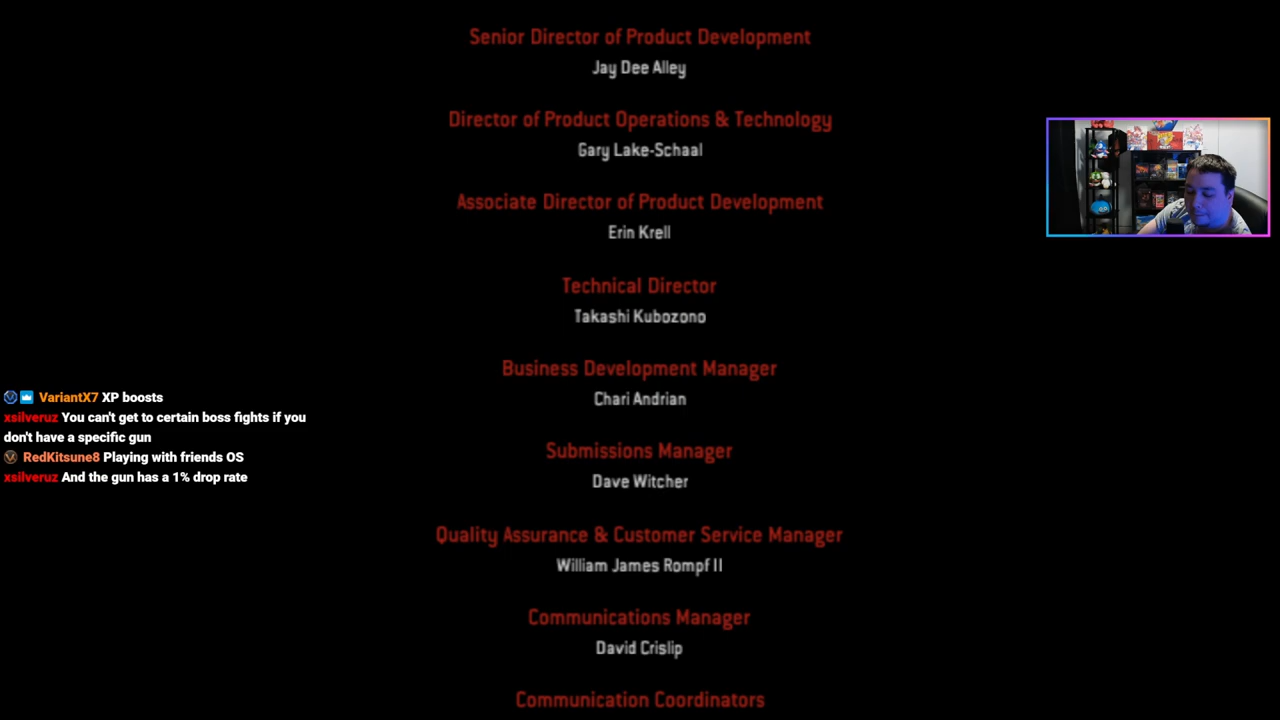 Senior Director of Product Development
Jay Dee Alley
Director of Product Operations & Technology
Gary Lake-Schaal
Associate Director of Product Development
Erin Krell
Technical Director
Takashi Kubozono
Business Development Manager
Chari Andrian
Submissions Manager
Dave Witcher
Quality Assurance & Customer Service Manager
William James Rompf II
Communications Manager
David Crislip
Communication Coordinators
VariantX7 XP boosts
xsilveruz You can't get to certain boss fights if you
don't have a specific gun
RedKitsune8 Playing with friends OS
xsilveruz And the gun has a 1% drop rate